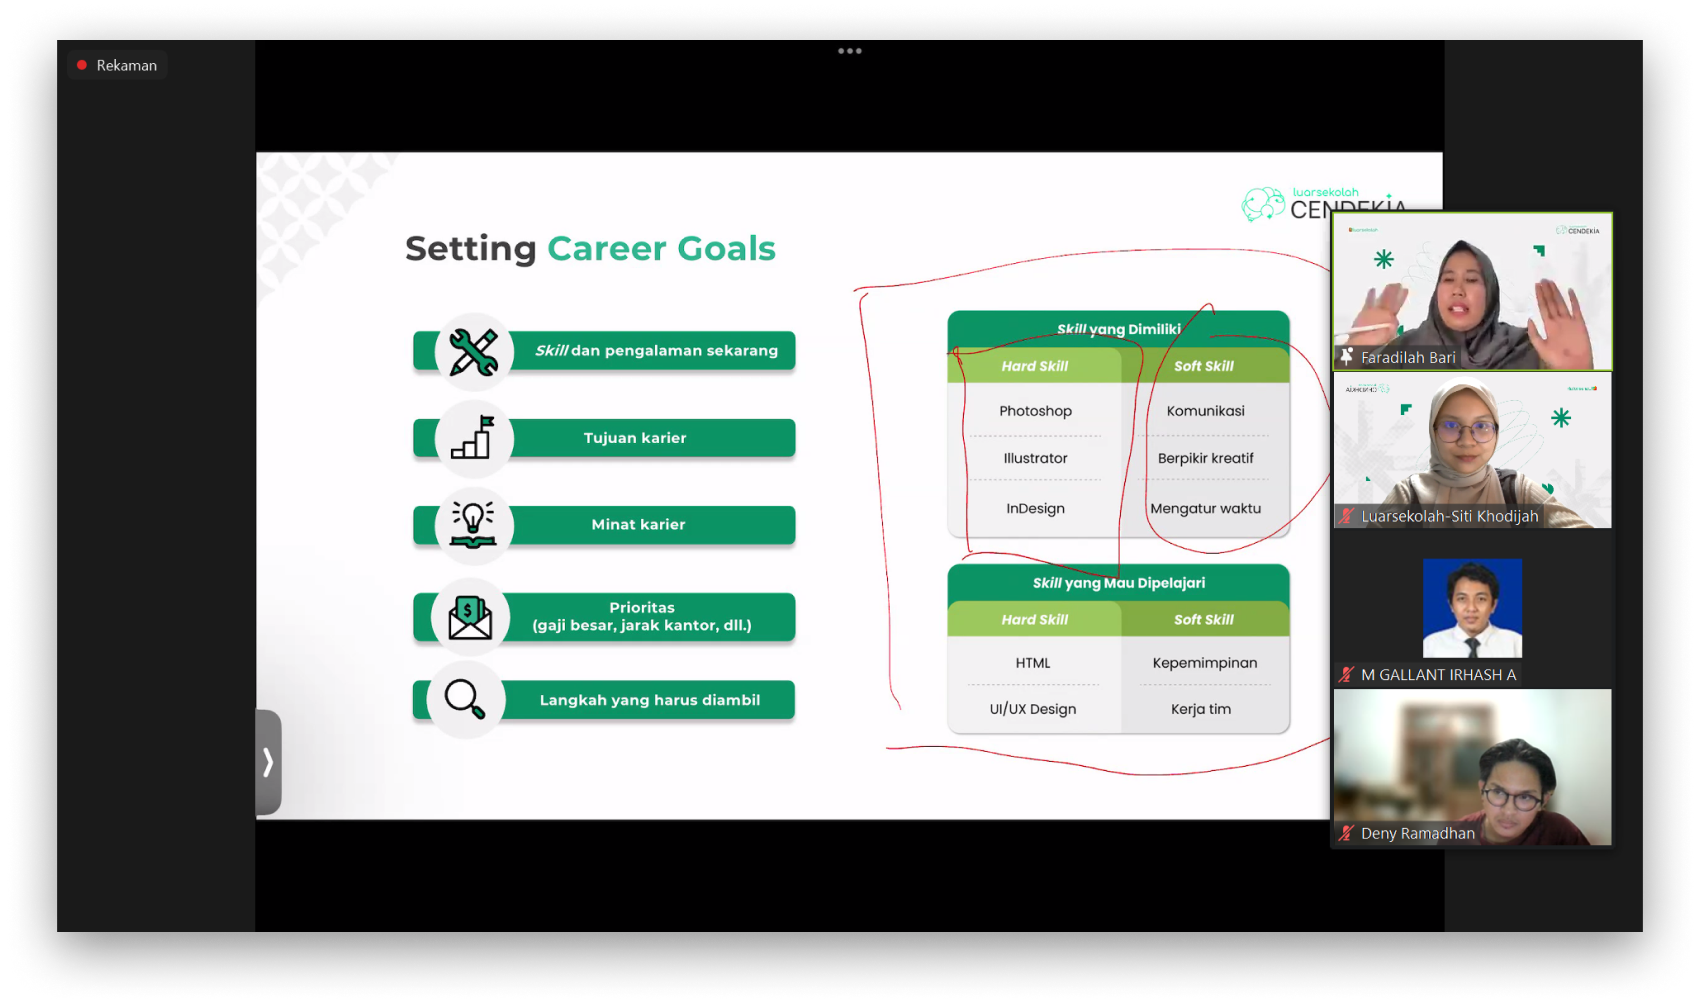 Rekaman
luarsekolah
CENDEKIA
Setting Career Goals
Skill dan pengalaman sekarang
Tujuan karier
Minat karier
Prioritas
(gaji besar, jarak kantor, dll.)
Langkah yang harus diambil
Skill yang Dimiliki
Hard Skill Soft Skill
Photoshop Komunikasi
Illustrator Berpikir kreatif
InDesign Mengatur waktu
Skill yang Mau Dipelajari
Hard Skill Soft Skill
HTML Kepemimpinan
UI/UX Design Kerja tim
luarsekolah
CENDEKIA
Faradilah Bari
CENDEKIA
Luarsekolah-Siti Khodijah
M GALLANT IRHASH A
Deny Ramadhan